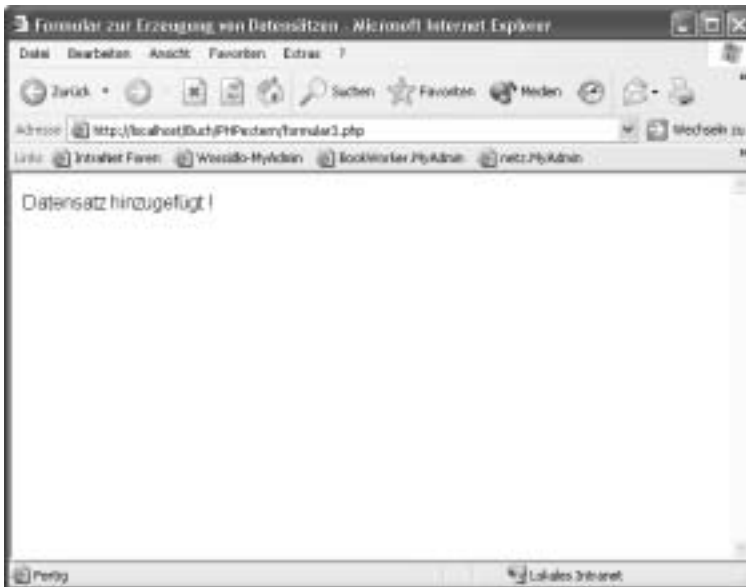 Formular zur Erzeugung von Datensätzen - Microsoft Internet Explorer
Datei Bearbeiten Ansicht Favoriten Extras ?
Zurück Suchen Favoriten Medien
Adresse http://localhost/Buch/PHPextern/formular3.php Wechseln zu
Links Intranet Foren Wossidlo-MyAdmin BookWorker.MyAdmin netz.MyAdmin
Datensatz hinzugefügt !
Fertig Lokales Intranet